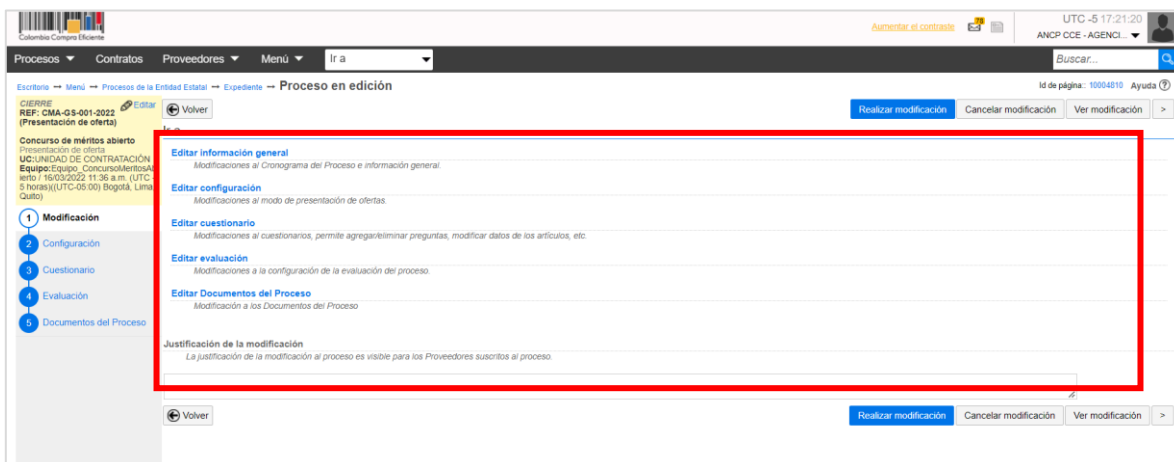 Colombia Compra Eficiente
Aumentar el contraste
78
UTC -5 17:21:20
ANCP CCE - AGENCI...
Procesos Contratos Proveedores Menú Ir a Buscar...
Escritorio → Menú → Procesos de la Entidad Estatal → Expediente → Proceso en edición
Id de página:: 10004810 Ayuda
CIERRE Editar
REF: CMA-GS-001-2022
(Presentación de oferta)
Concurso de méritos abierto
Presentación de oferta
UC:UNIDAD DE CONTRATACIÓN
Equipo:Equipo_ConcursoMeritosAb
ierto / 16/03/2022 11:36 a.m. (UTC -
5 horas)((UTC-05:00) Bogotá, Lima,
Quito)
1 Modificación
2 Configuración
3 Cuestionario
4 Evaluación
5 Documentos del Proceso
Volver Realizar modificación Cancelar modificación Ver modificación >
Ir a
Editar información general
Modificaciones al Cronograma del Proceso e información general.
Editar configuración
Modificaciones al modo de presentación de ofertas.
Editar cuestionario
Modificaciones al cuestionarios, permite agregar/eliminar preguntas, modificar datos de los artículos, etc.
Editar evaluación
Modificaciones a la configuración de la evaluación del proceso.
Editar Documentos del Proceso
Modificación a los Documentos del Proceso
Justificación de la modificación
La justificación de la modificación al proceso es visible para los Proveedores suscritos al proceso.
Volver Realizar modificación Cancelar modificación Ver modificación >